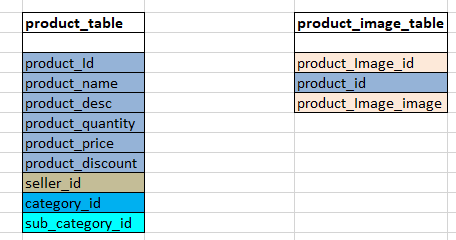 product_table
product_Id
product_name
product_desc
product_quantity
product_price
product_discount
seller_id
category_id
sub_category_id
product_image_table
product_Image_id
product_id
product_Image_image